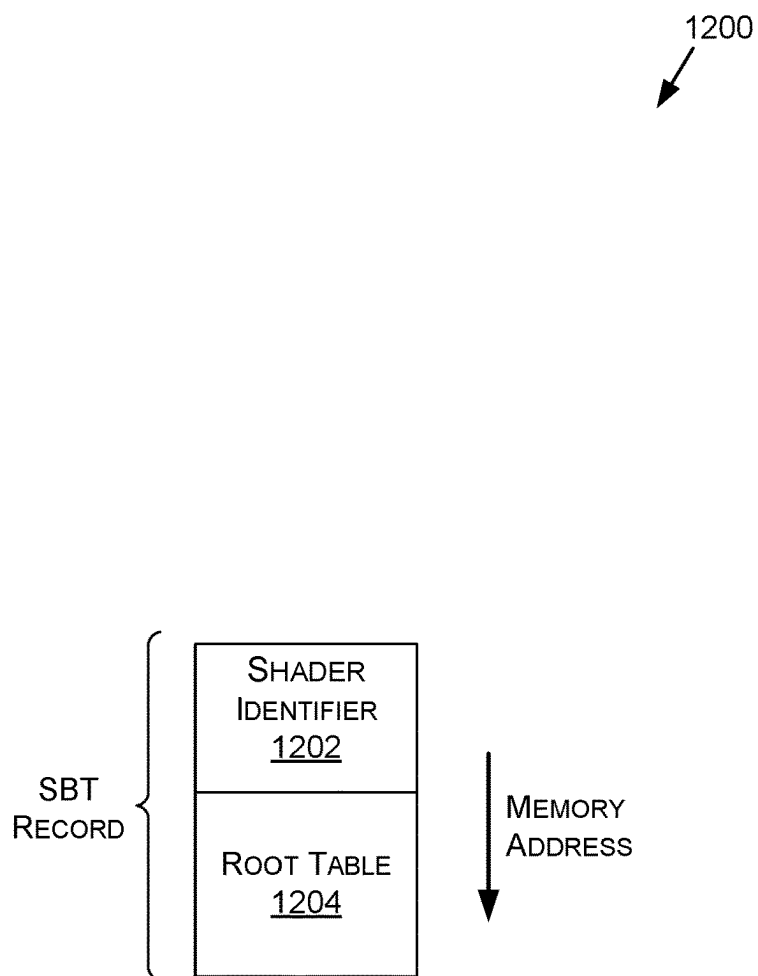 1200
SHADER
IDENTIFIER
1202
SBT
RECORD
MEMORY
ADDRESS
ROOT TABLE
1204